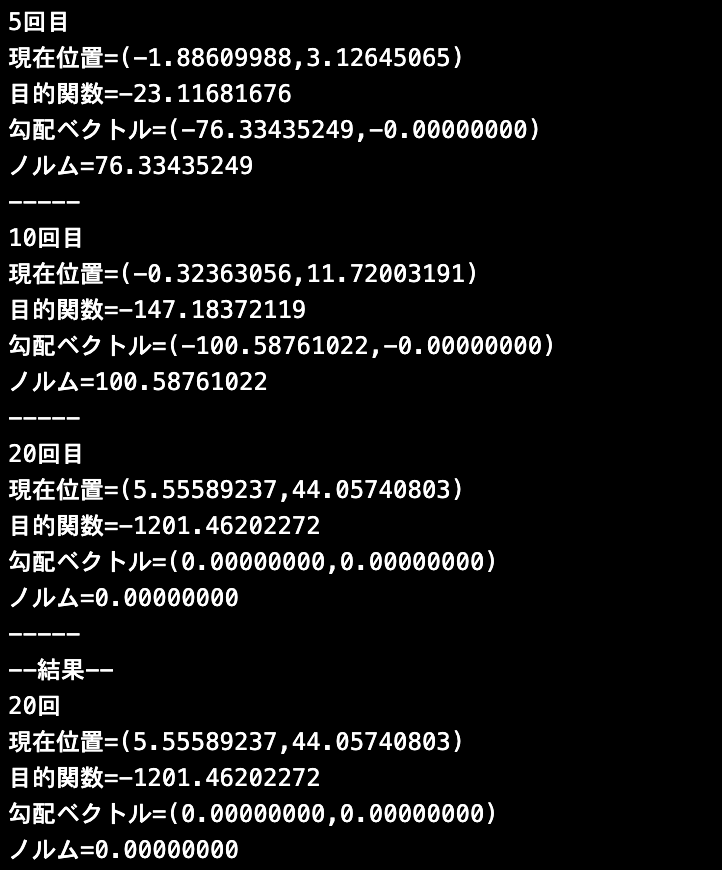 5回目
現在位置=(-1.88609988,3.12645065)
目的関数=-23.11681676
勾配ベクトル=(-76.33435249,-0.00000000)
ノルム=76.33435249
-----
10回目
現在位置=(-0.32363056,11.72003191)
目的関数=-147.18372119
勾配ベクトル=(-100.58761022,-0.00000000)
ノルム=100.58761022
-----
20回目
現在位置=(5.55589237,44.05740803)
目的関数=-1201.46202272
勾配ベクトル=(0.00000000,0.00000000)
ノルム=0.00000000
-----
--結果--
20回
現在位置=(5.55589237,44.05740803)
目的関数=-1201.46202272
勾配ベクトル=(0.00000000,0.00000000)
ノルム=0.00000000